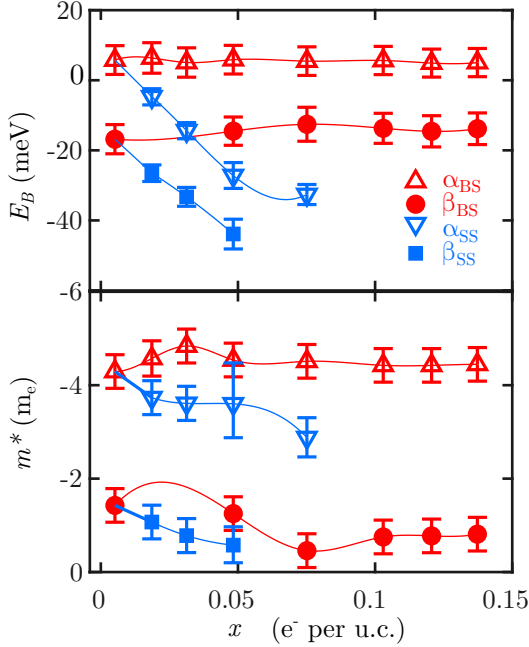 20
0
-20
-40
-60
E_B (meV)
α_BS
β_BS
α_SS
β_SS
-6
-4
-2
0
m* (m_e)
0 0.05 0.1 0.15
x (e⁻ per u.c.)